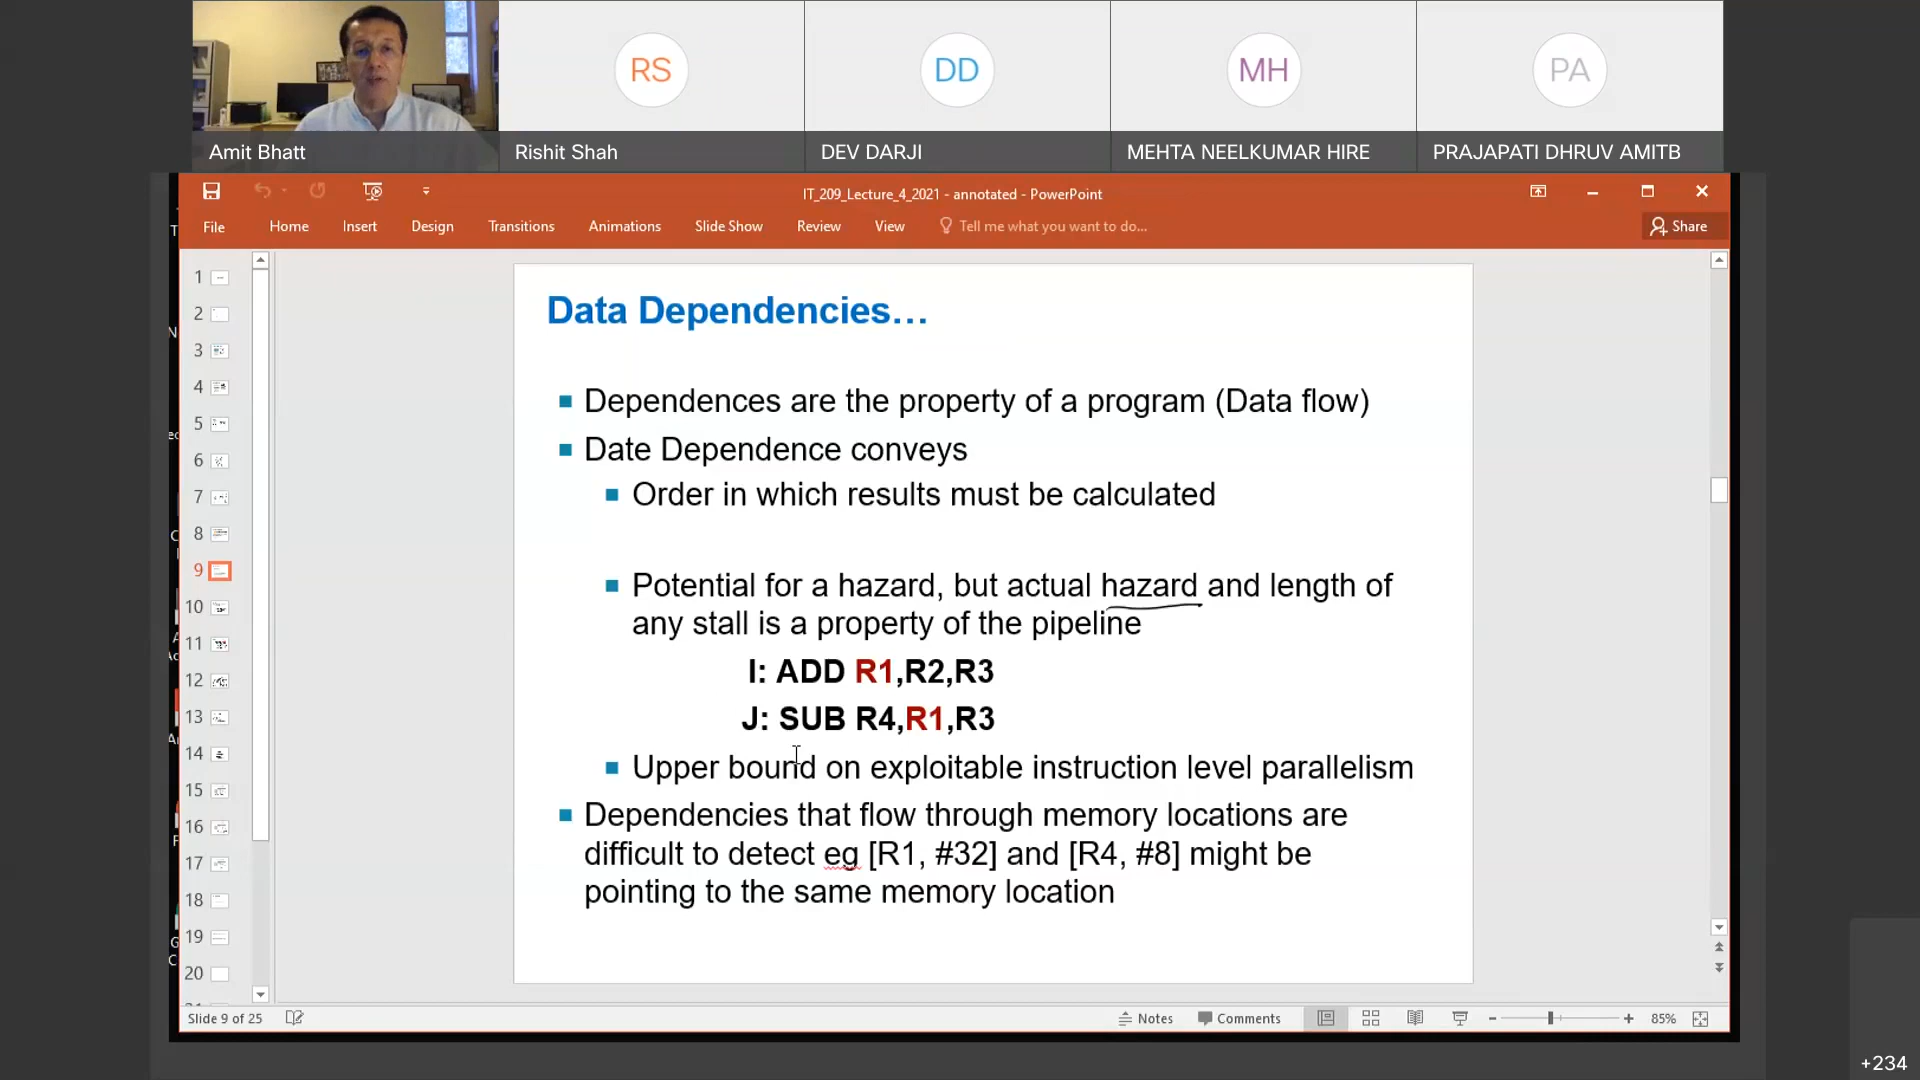 RS
DD
MH
PA
Amit Bhatt
Rishit Shah
DEV DARJI
MEHTA NEELKUMAR HIRE
PRAJAPATI DHRUV AMITB
IT_209_Lecture_4_2021 - annotated - PowerPoint
File Home Insert Design Transitions Animations Slide Show Review View Tell me what you want to do... Share
1
2
3
4
5
6
7
8
9
10
11
12
13
14
15
16
17
18
19
20
Data Dependencies...
Dependences are the property of a program (Data flow)
Date Dependence conveys
Order in which results must be calculated
Potential for a hazard, but actual hazard and length of
any stall is a property of the pipeline
I: ADD R1,R2,R3
J: SUB R4,R1,R3
Upper bound on exploitable instruction level parallelism
Dependencies that flow through memory locations are
difficult to detect eg [R1, #32] and [R4, #8] might be
pointing to the same memory location
Slide 9 of 25
Notes Comments 85%
+234